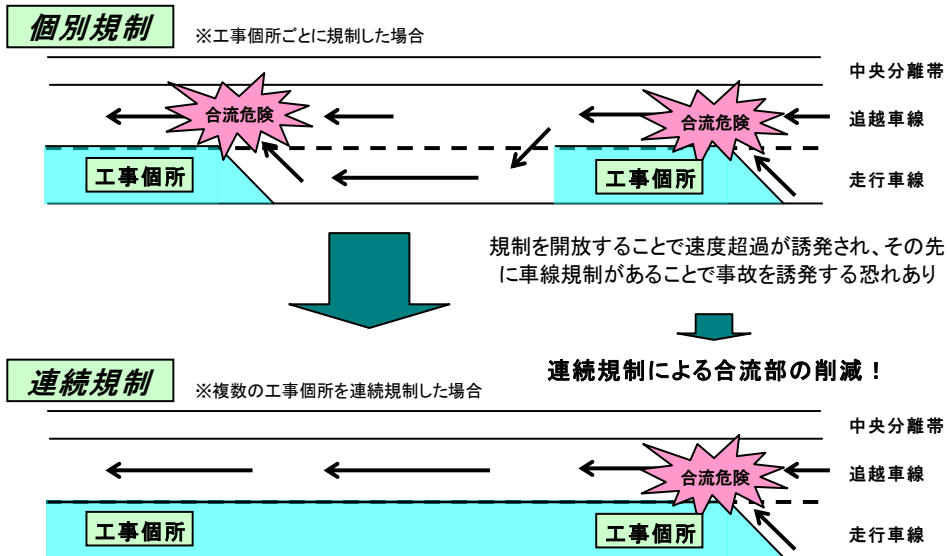 個別規制
※工事個所ごとに規制した場合
中央分離帯
合流危険
合流危険
追越車線
工事個所
工事個所
走行車線
規制を開放することで速度超過が誘発され、その先
に車線規制があることで事故を誘発する恐れあり
連続規制による合流部の削減！
連続規制
※複数の工事個所を連続規制した場合
中央分離帯
合流危険
追越車線
工事個所
工事個所
走行車線